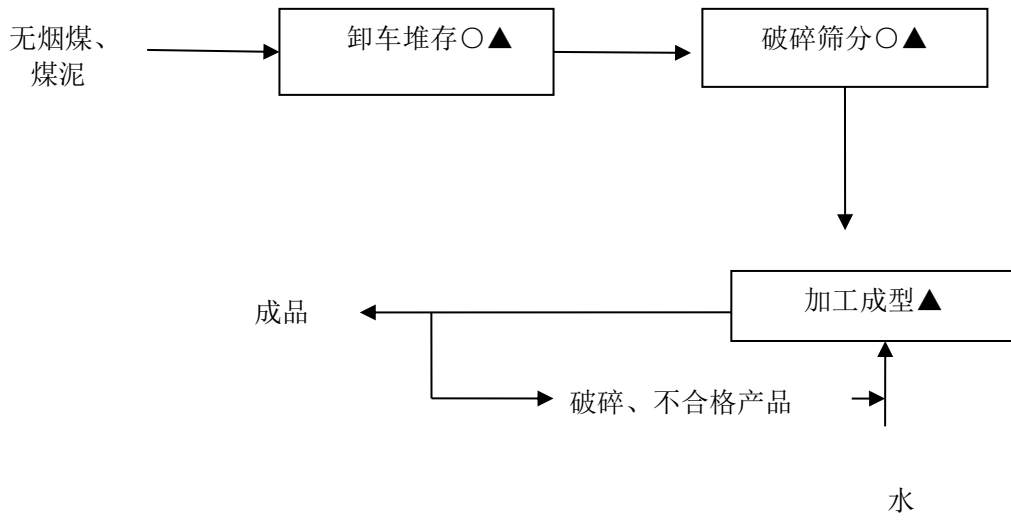 无烟煤、
煤泥
卸车堆存○▲
破碎筛分○▲
加工成型▲
成品
破碎、不合格产品
水